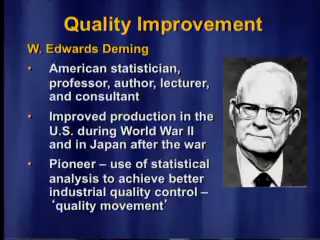 Quality Improvement
W. Edwards Deming
• American statistician,
professor, author, lecturer,
and consultant
• Improved production in the
U.S. during World War II
and in Japan after the war
• Pioneer – use of statistical
analysis to achieve better
industrial quality control –
‘quality movement’